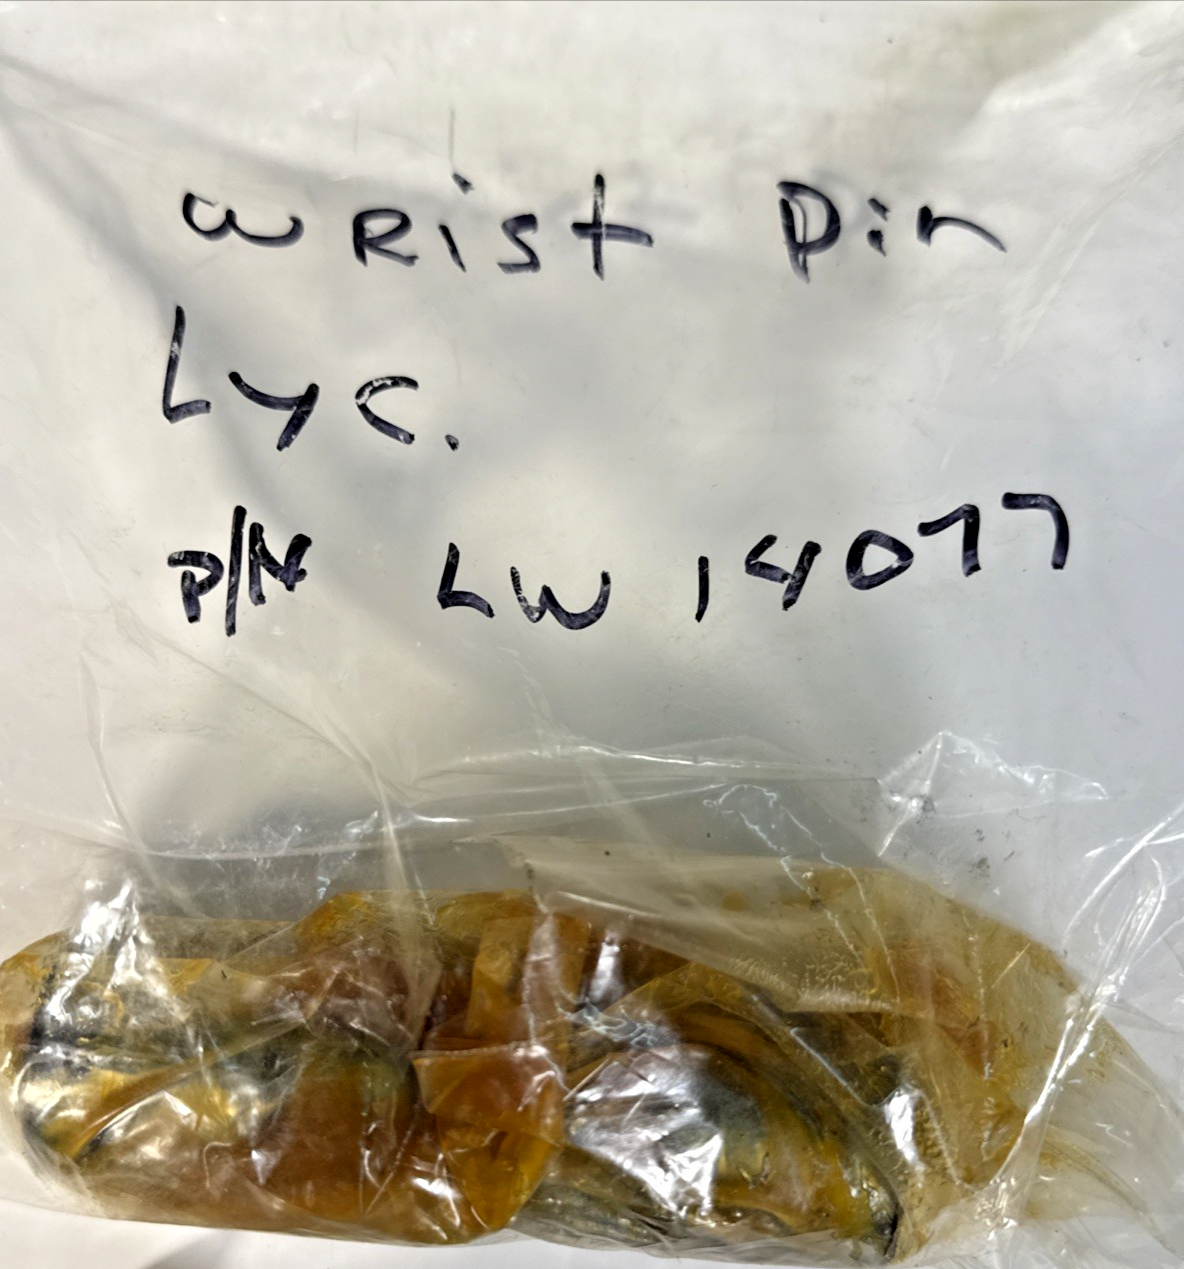 wRist Pin
Lyc.
P/N LW 14077